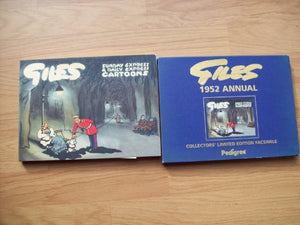 GILES
SUNDAY EXPRESS
& DAILY EXPRESS
CARTOONS
GILES
1952 ANNUAL
COLLECTORS' LIMITED EDITION FACSIMILE
Pedigree